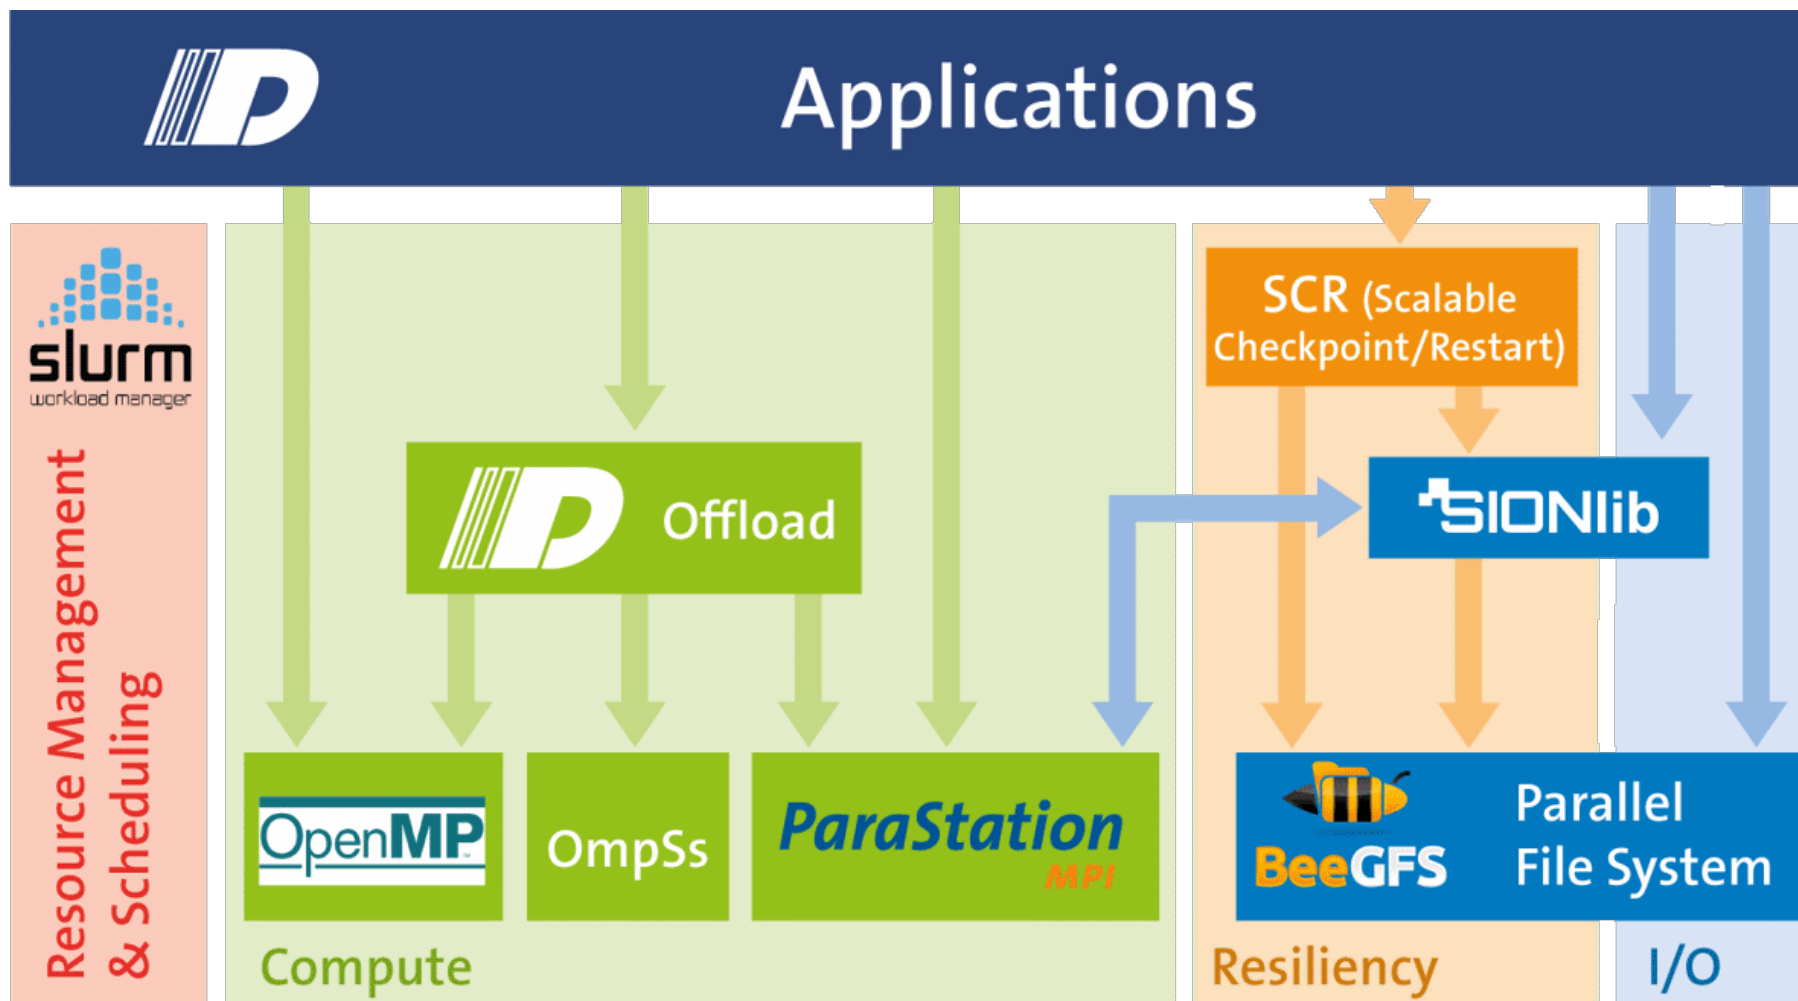 Applications
slurm
workload manager
Resource Management
& Scheduling
D Offload
OpenMP
OmpSs
ParaStation
MPI
Compute
SCR (Scalable
Checkpoint/Restart)
SIONlib
BeeGFS
Parallel
File System
Resiliency
I/O